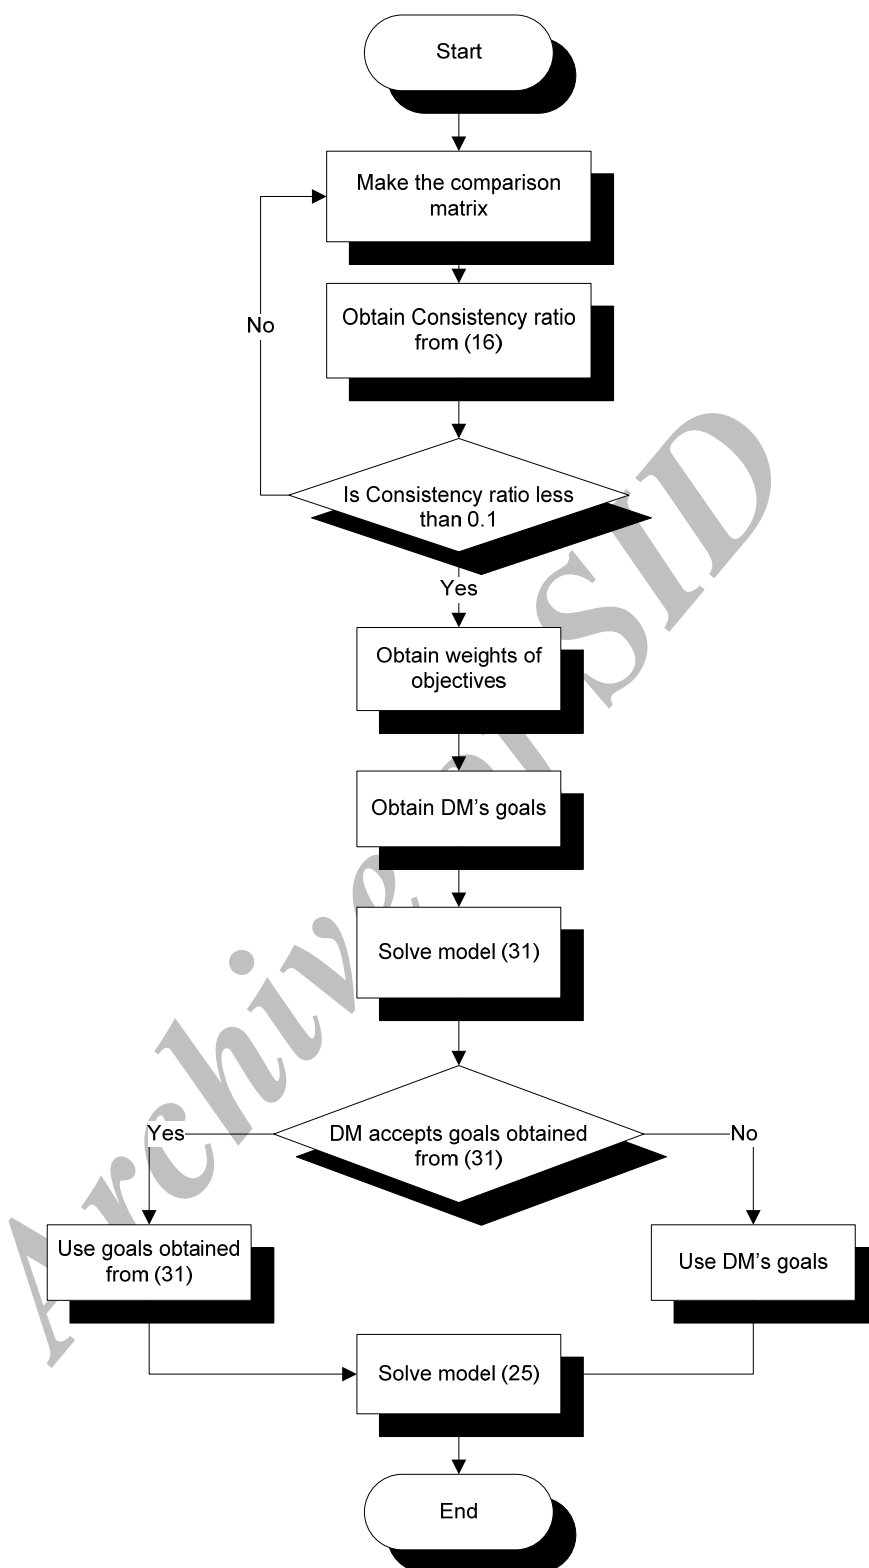 Start
Make the comparison
matrix
No
Obtain Consistency ratio
from (16)
Is Consistency ratio less
than 0.1
Yes
Obtain weights of
objectives
Obtain DM's goals
Solve model (31)
Yes
DM accepts goals obtained
from (31)
No
Use goals obtained
from (31)
Use DM's goals
Solve model (25)
End
Archive of SID